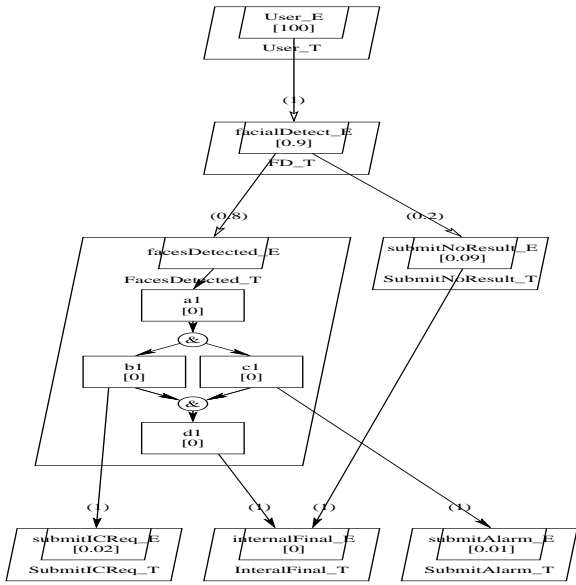 User_E
[100]
User_T
(1)
facialDetect_E
[0.9]
FD_T
(0.8)
(0.2)
facesDetected_E
submitNoResult_E
[0.09]
FacesDetected_T
SubmitNoResult_T
a1
[0]
&
b1
[0]
c1
[0]
&
d1
[0]
(1)
(1)
(1)
(1)
submitICReq_E
[0.02]
SubmitICReq_T
internalFinal_E
[0]
InteralFinal_T
submitAlarm_E
[0.01]
SubmitAlarm_T